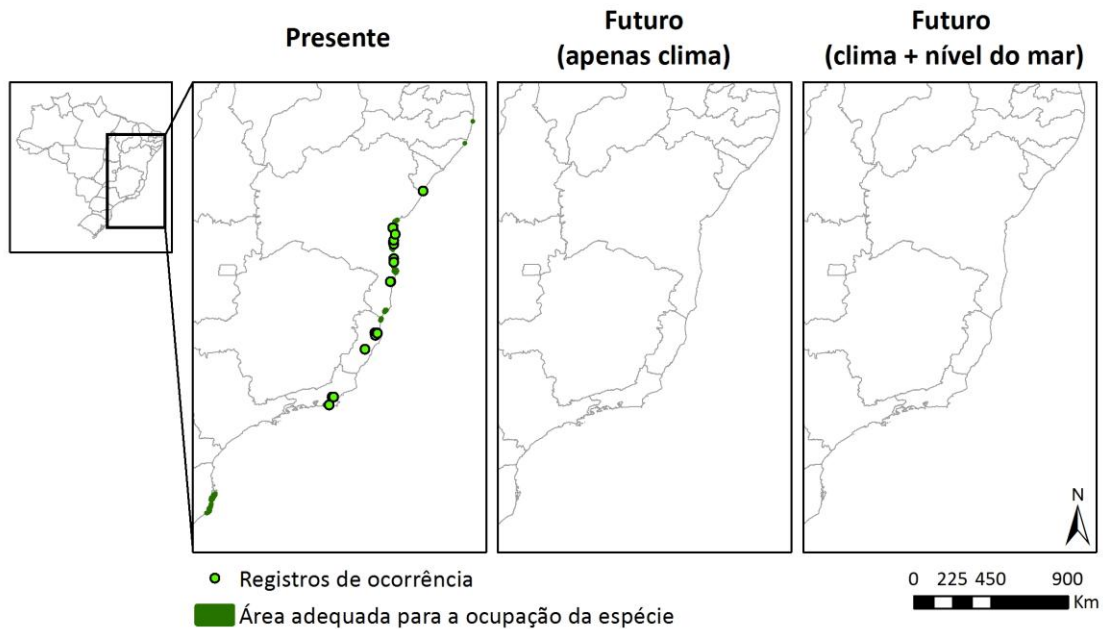 Presente
Futuro
(apenas clima)
Futuro
(clima + nível do mar)
N
Registros de ocorrência
Área adequada para a ocupação da espécie
0 225 450 900
Km